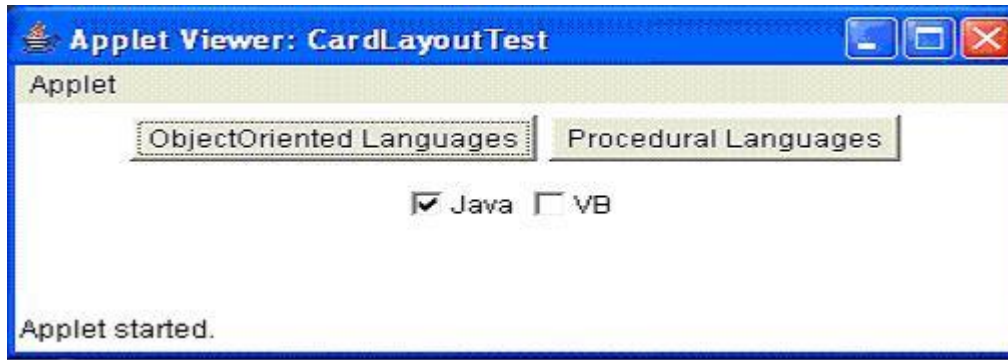 Applet Viewer: CardLayoutTest
Applet
ObjectOriented Languages Procedural Languages
Java VB
Applet started.